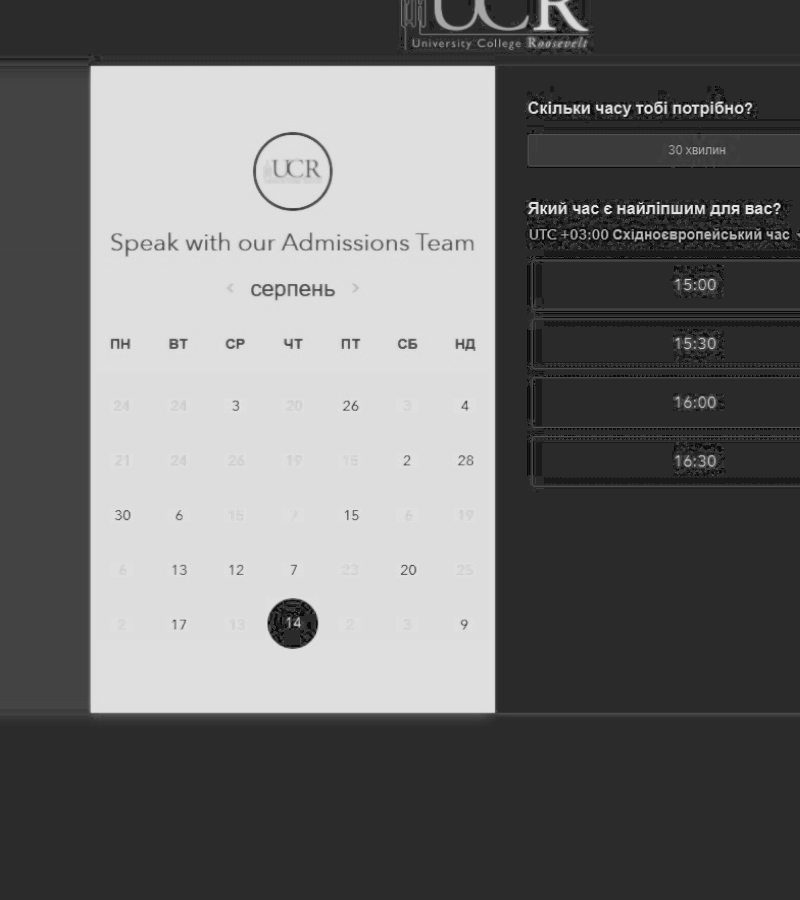 UCR
University College Roosevelt
UCR
Speak with our Admissions Team
серпень
ПН ВТ СР ЧТ ПТ СБ НД
24 24 3 20 26 3 4
21 24 26 19 15 2 28
30 6 15 7 15 6 19
6 13 12 7 23 20 25
2 17 13 14 2 3 9
Скільки часу тобі потрібно?
30 хвилин
Який час є найліпшим для вас?
UTC +03:00 Східноєвропейський час
15:00
15:30
16:00
16:30